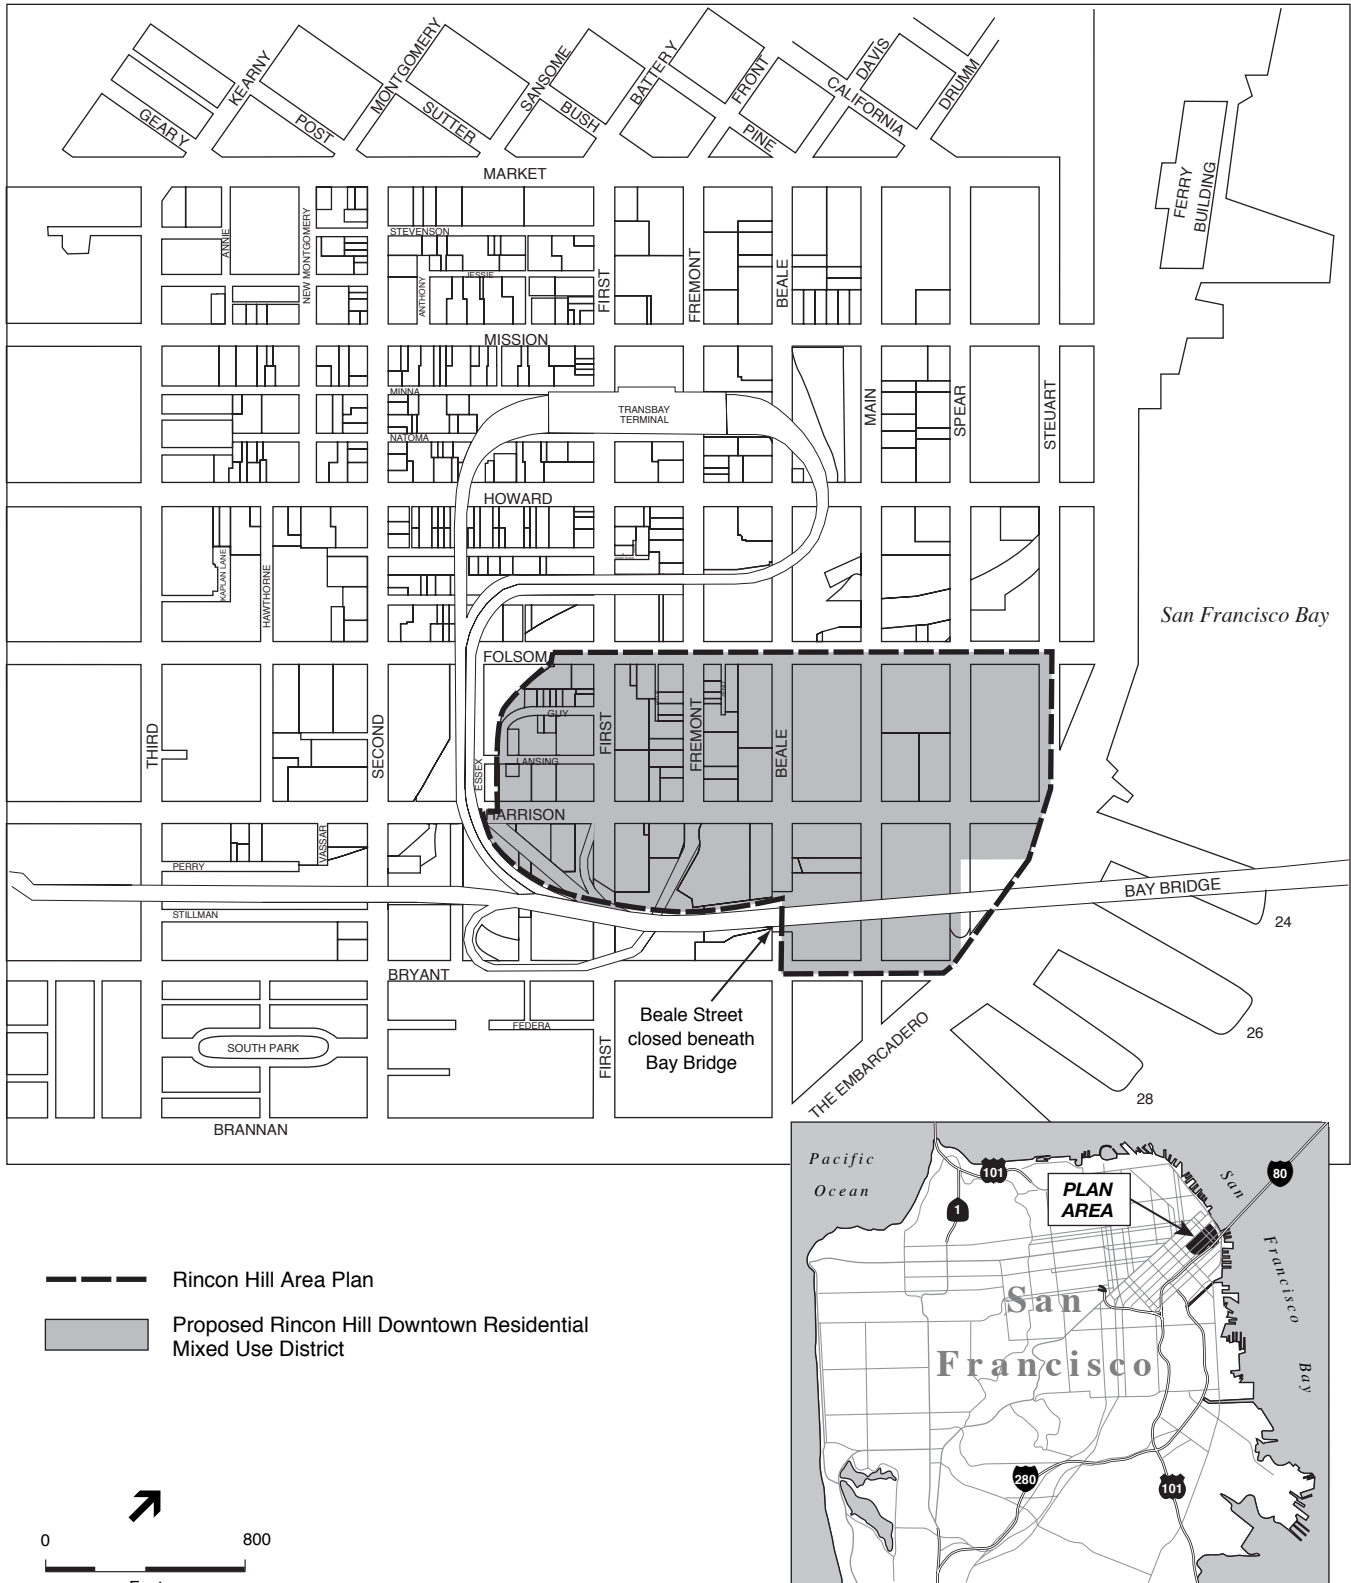 KEARNY
MONTGOMERY
SANSOME
BATTERY
FRONT
DAVIS
DRUMM
CALIFORNIA
GEARY
POST
SUTTER
BUSH
PINE
MARKET
FERRY
BUILDING
STEVENSON
ANNIE
NEW MONTGOMERY
JESSIE
ANTHONY
FIRST
FREMONT
BEALE
MISSION
MINNA
TRANSBAY
TERMINAL
MAIN
SPEAR
STEUART
NATOMA
HOWARD
KAPLAN LANE
HAWTHORNE
San Francisco Bay
FOLSOM
GUY
FIRST
FREMONT
BEALE
THIRD
SECOND
ESSEX
LANSING
HARRISON
VASSAR
PERRY
BAY BRIDGE
STILLMAN
24
BRYANT
Beale Street
closed beneath
Bay Bridge
FEDERA
FIRST
SOUTH PARK
THE EMBARCADERO
26
28
BRANNAN
Pacific
Ocean
101
1
PLAN
AREA
San
Francisco
Bay
80
San
Francisco
280
101
Rincon Hill Area Plan
Proposed Rincon Hill Downtown Residential
Mixed Use District
0
800